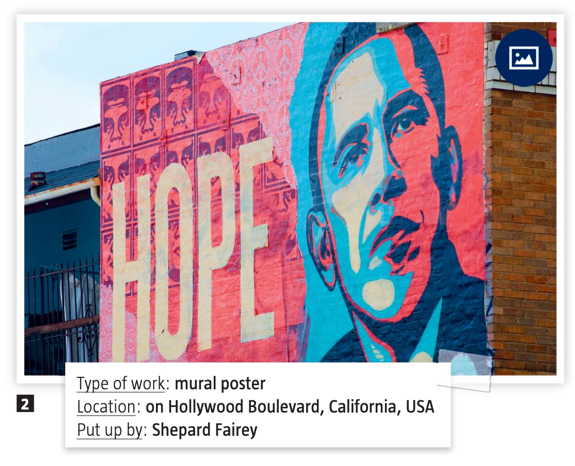 HOPE
Type of work: mural poster
Location: on Hollywood Boulevard, California, USA
Put up by: Shepard Fairey
2